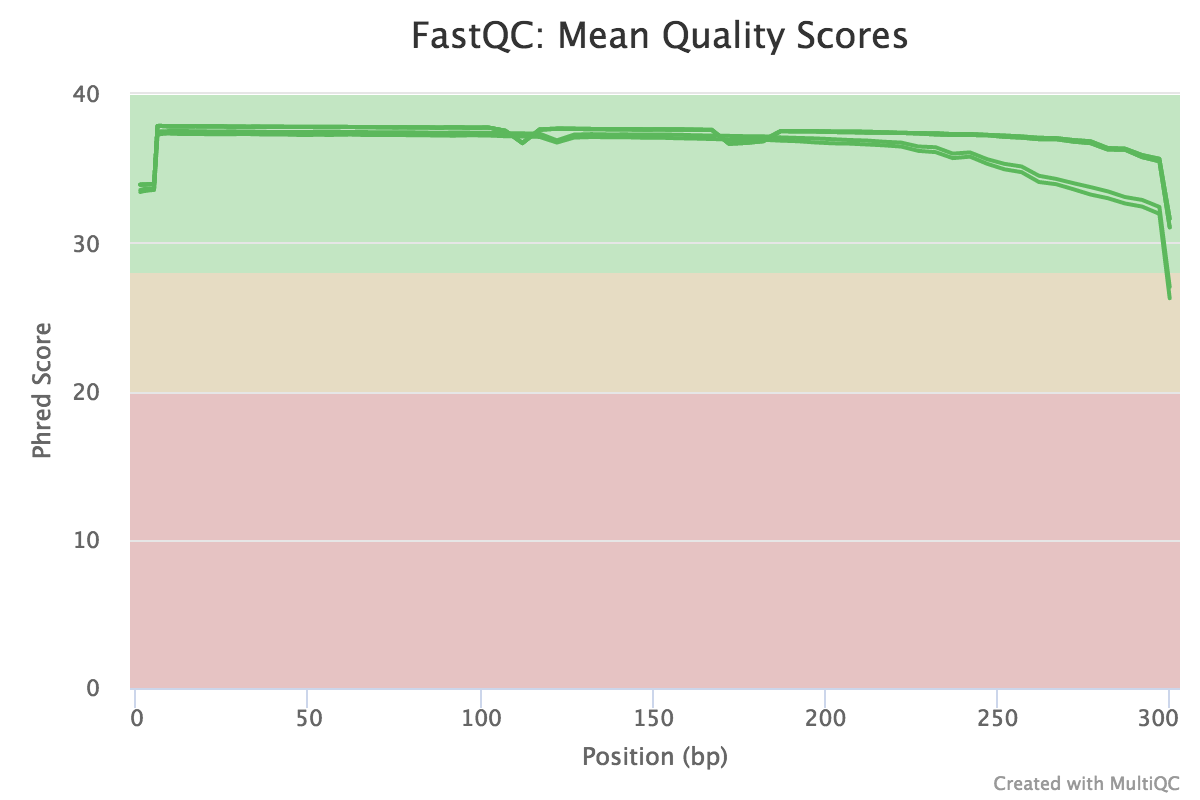 FastQC: Mean Quality Scores
40
30
20
10
0
Phred Score
0 50 100 150 200 250 300
Position (bp)
Created with MultiQC